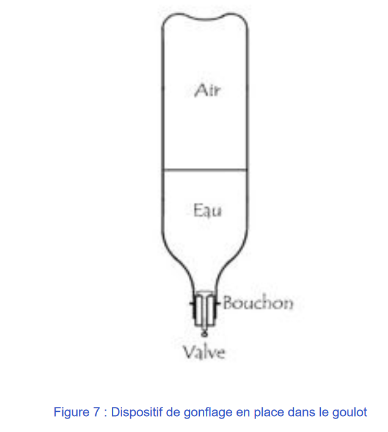 Air
Eau
Bouchon
Valve
Figure 7 : Dispositif de gonflage en place dans le goulot